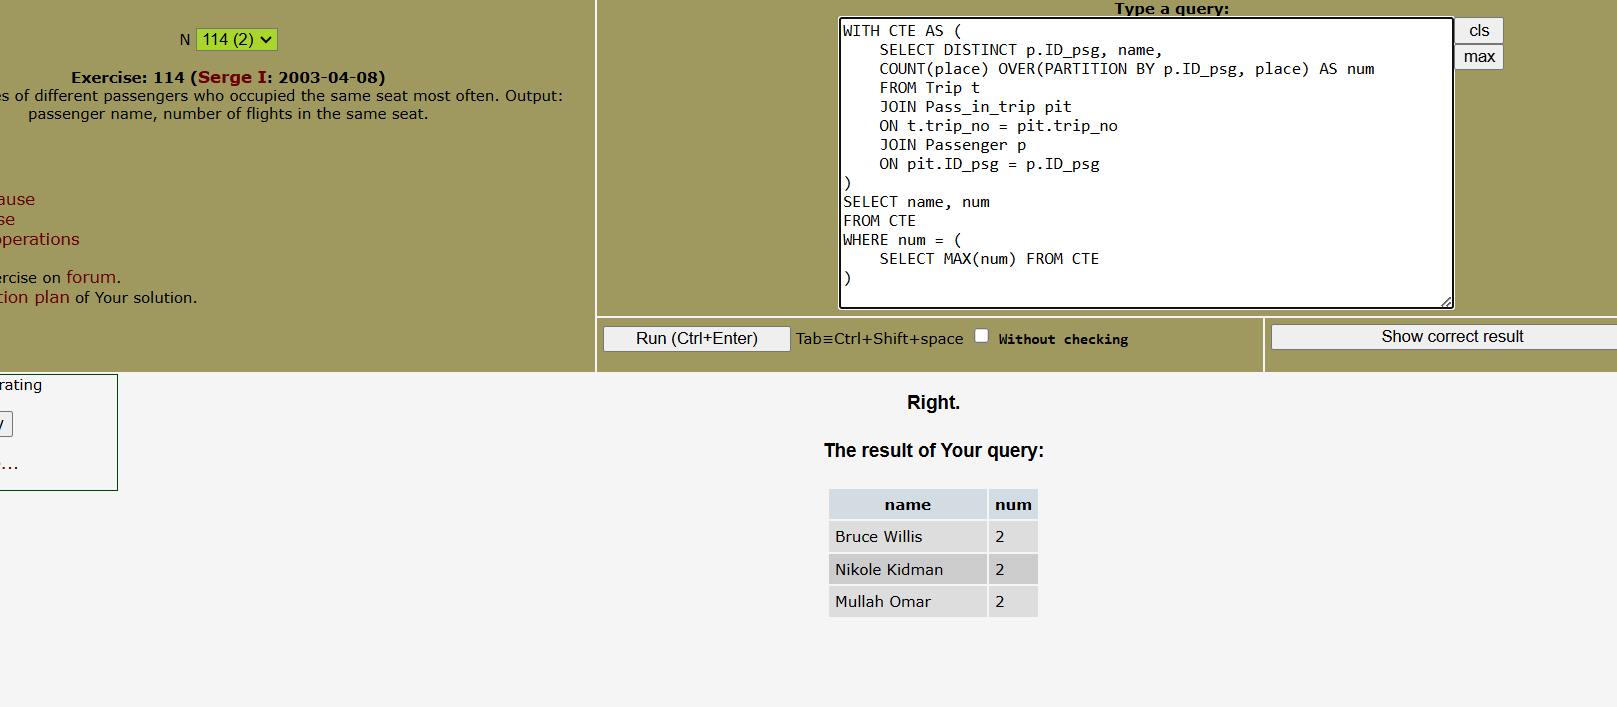 N 114 (2)
Exercise: 114 (Serge I: 2003-04-08)
es of different passengers who occupied the same seat most often. Output:
passenger name, number of flights in the same seat.
ause
se
operations
ercise on forum.
tion plan of Your solution.
Type a query:
WITH CTE AS (
    SELECT DISTINCT p.ID_psg, name,
    COUNT(place) OVER(PARTITION BY p.ID_psg, place) AS num
    FROM Trip t
    JOIN Pass_in_trip pit
    ON t.trip_no = pit.trip_no
    JOIN Passenger p
    ON pit.ID_psg = p.ID_psg
)
SELECT name, num
FROM CTE
WHERE num = (
    SELECT MAX(num) FROM CTE
)
cls
max
Run (Ctrl+Enter) Tab≡Ctrl+Shift+space Without checking
Show correct result
rating
...
Right.
The result of Your query:
name num
Bruce Willis 2
Nikole Kidman 2
Mullah Omar 2